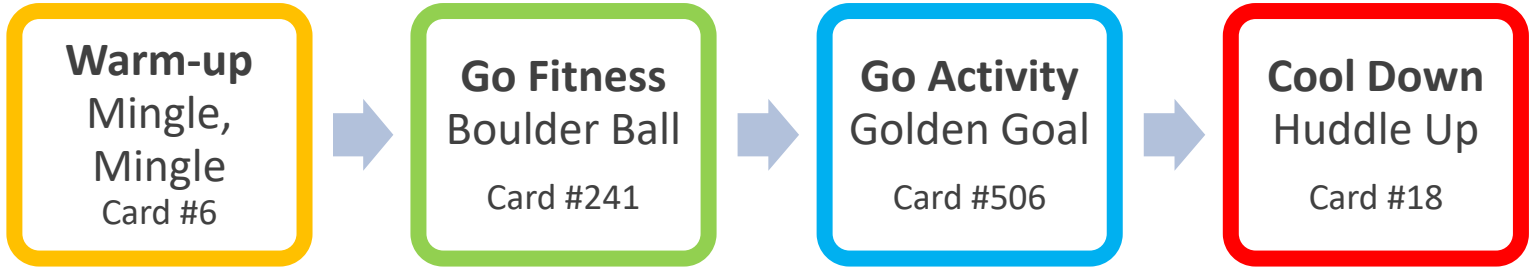 Warm-up
Mingle,
Mingle
Card #6
Go Fitness
Boulder Ball
Card #241
Go Activity
Golden Goal
Card #506
Cool Down
Huddle Up
Card #18